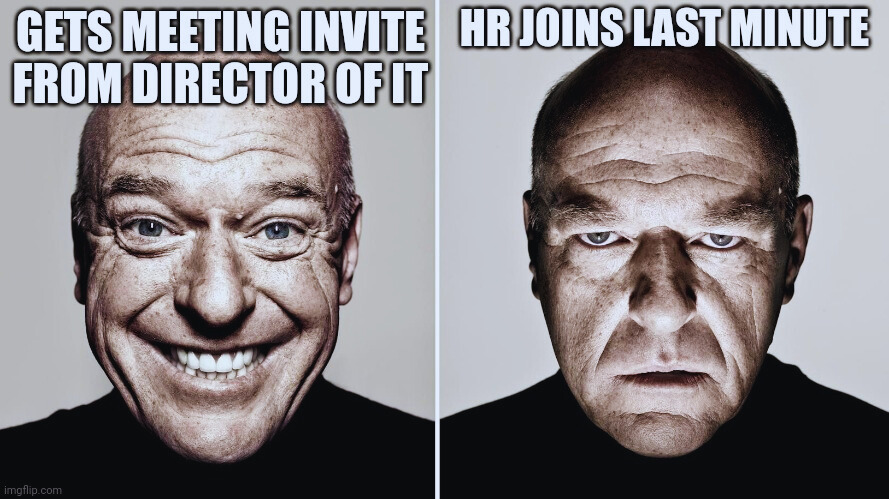 GETS MEETING INVITE
FROM DIRECTOR OF IT
HR JOINS LAST MINUTE
imgflip.com